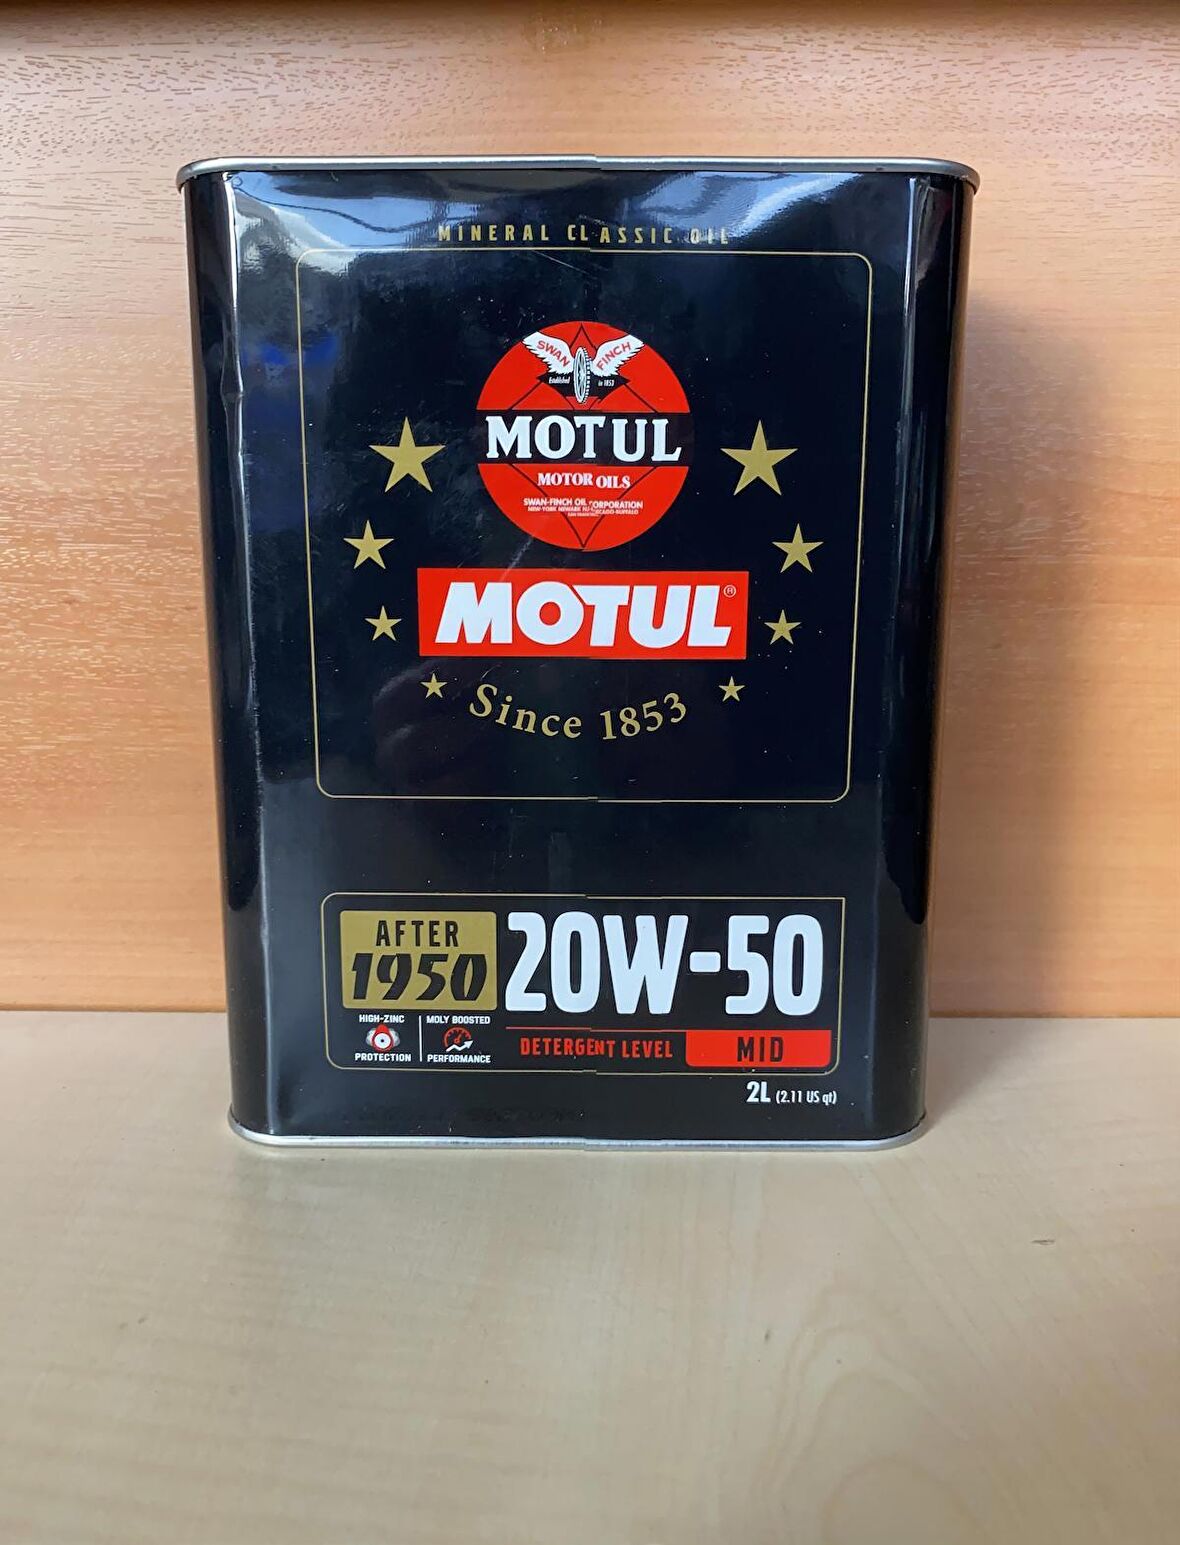 MINERAL CLASSIC OIL
SWAN FINCH
Established in 1853
MOTUL
MOTOR OILS
SWAN-FINCH OIL CORPORATION
MOTUL®
Since 1853
AFTER
1950
20W-50
HIGH-ZINC
PROTECTION
MOLY BOOSTED
PERFORMANCE
DETERGENT LEVEL MID
2L (2.11 US qt)